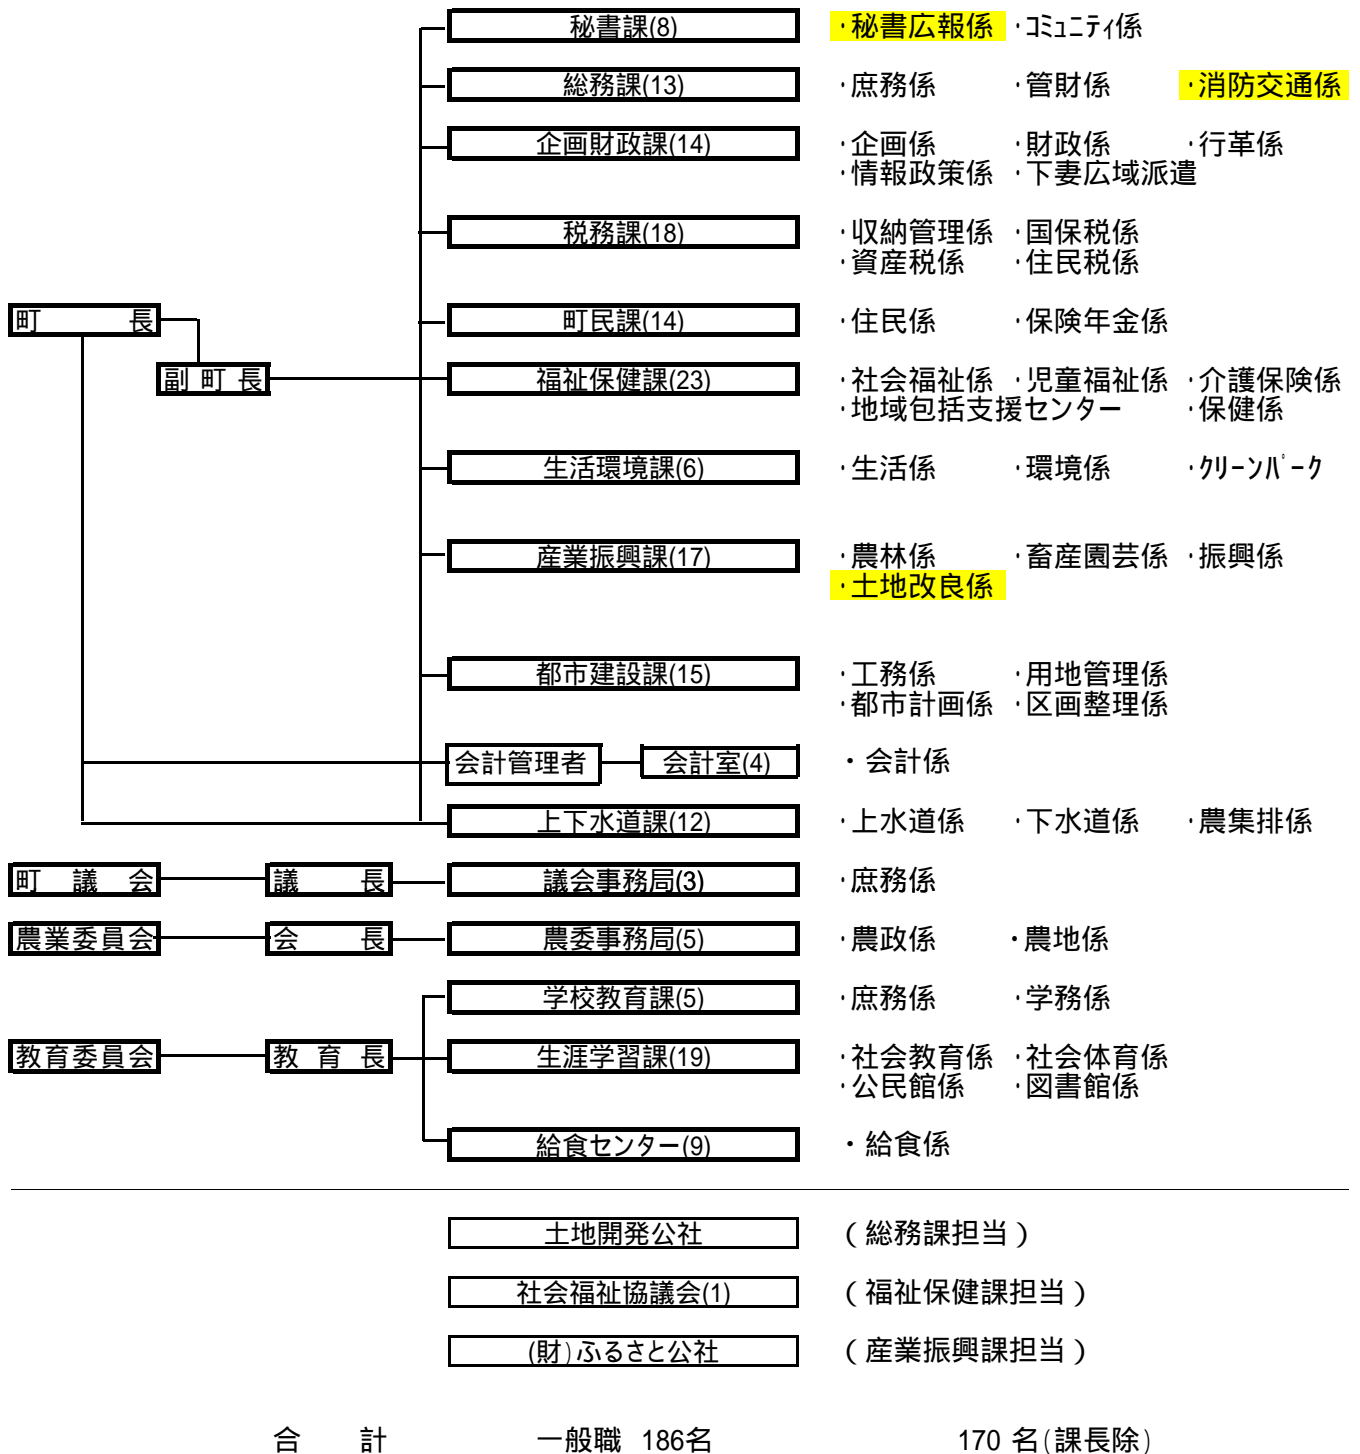 秘書課(8) ・秘書広報係 ・ｺﾐｭﾆﾃｨ係
総務課(13) ・庶務係 ・管財係 ・消防交通係
企画財政課(14) ・企画係 ・財政係 ・行革係
・情報政策係 ・下妻広域派遣
税務課(18) ・収納管理係 ・国保税係
・資産税係 ・住民税係
町長 町民課(14) ・住民係 ・保険年金係
副町長 福祉保健課(23) ・社会福祉係 ・児童福祉係 ・介護保険係
・地域包括支援センター ・保健係
生活環境課(6) ・生活係 ・環境係 ・ｸﾘｰﾝﾊﾟｰｸ
産業振興課(17) ・農林係 ・畜産園芸係 ・振興係
・土地改良係
都市建設課(15) ・工務係 ・用地管理係
・都市計画係 ・区画整理係
会計管理者 会計室(4) ・会計係
上下水道課(12) ・上水道係 ・下水道係 ・農集排係
町議会 議長 議会事務局(3) ・庶務係
農業委員会 会長 農委事務局(5) ・農政係 ・農地係
学校教育課(5) ・庶務係 ・学務係
教育委員会 教育長 生涯学習課(19) ・社会教育係 ・社会体育係
・公民館係 ・図書館係
給食センター(9) ・給食係
土地開発公社 (総務課担当)
社会福祉協議会(1) (福祉保健課担当)
(財)ふるさと公社 (産業振興課担当)
合計 一般職 186名 170 名(課長除)